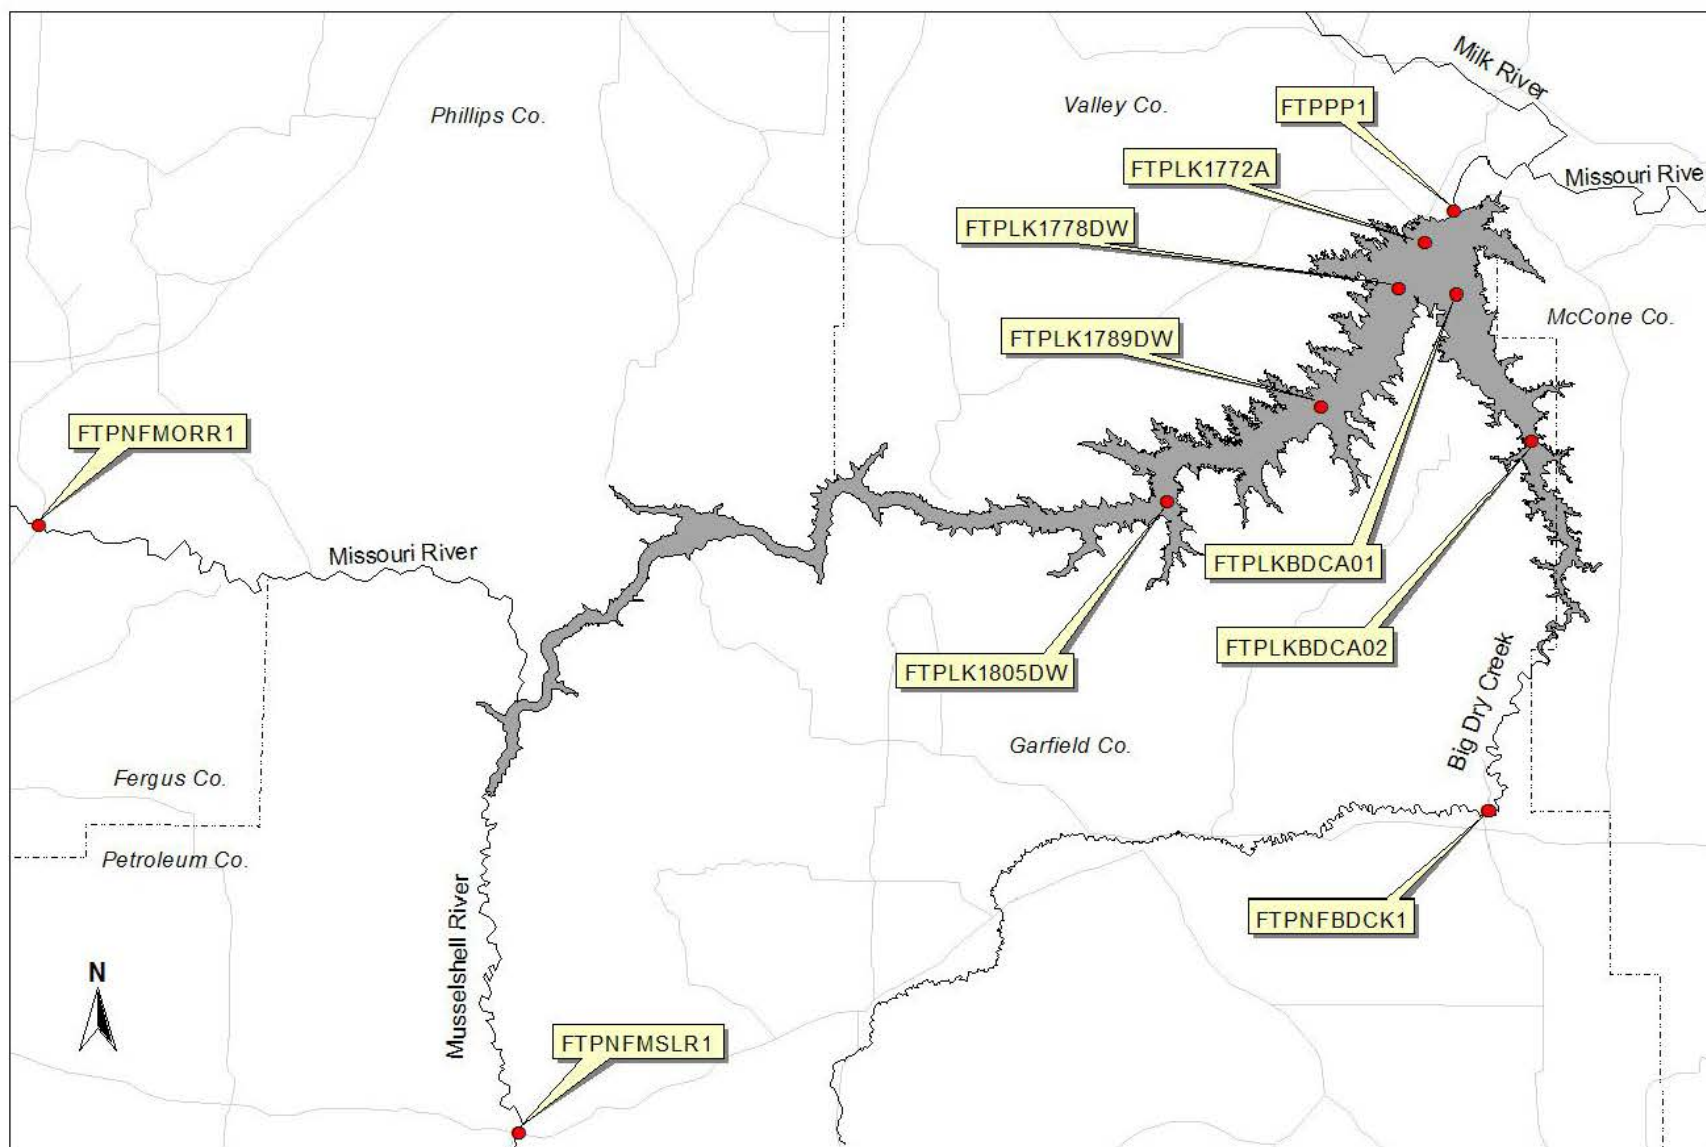 Milk River
Phillips Co.
Valley Co.
FTPPP1
FTPLK1772A
Missouri Rive
FTPLK1778DW
McCone Co.
FTPLK1789DW
FTPNFMORR1
Missouri River
FTPLKBDCA01
FTPLKBDCA02
FTPLK1805DW
Big Dry Creek
Garfield Co.
Fergus Co.
Petroleum Co.
Musselshell River
FTPNFBDCK1
N
FTPNFMSLR1